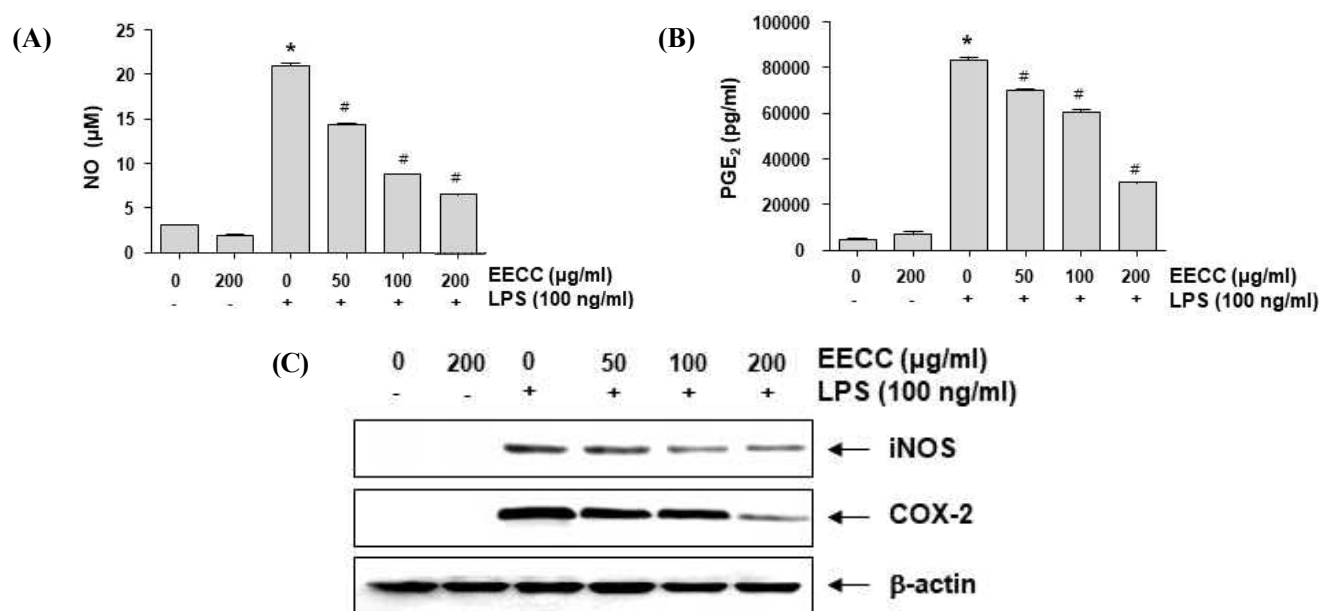 (A)
NO (µM)
25
20
15
10
5
0
*
#
#
#
0 200 0 50 100 200 EECC (µg/ml)
- - + + + + LPS (100 ng/ml)
(B)
PGE₂ (pg/ml)
100000
80000
60000
40000
20000
0
*
#
#
#
0 200 0 50 100 200 EECC (µg/ml)
- - + + + + LPS (100 ng/ml)
(C)
0 200 0 50 100 200 EECC (µg/ml)
- - + + + + LPS (100 ng/ml)
iNOS
COX-2
β-actin